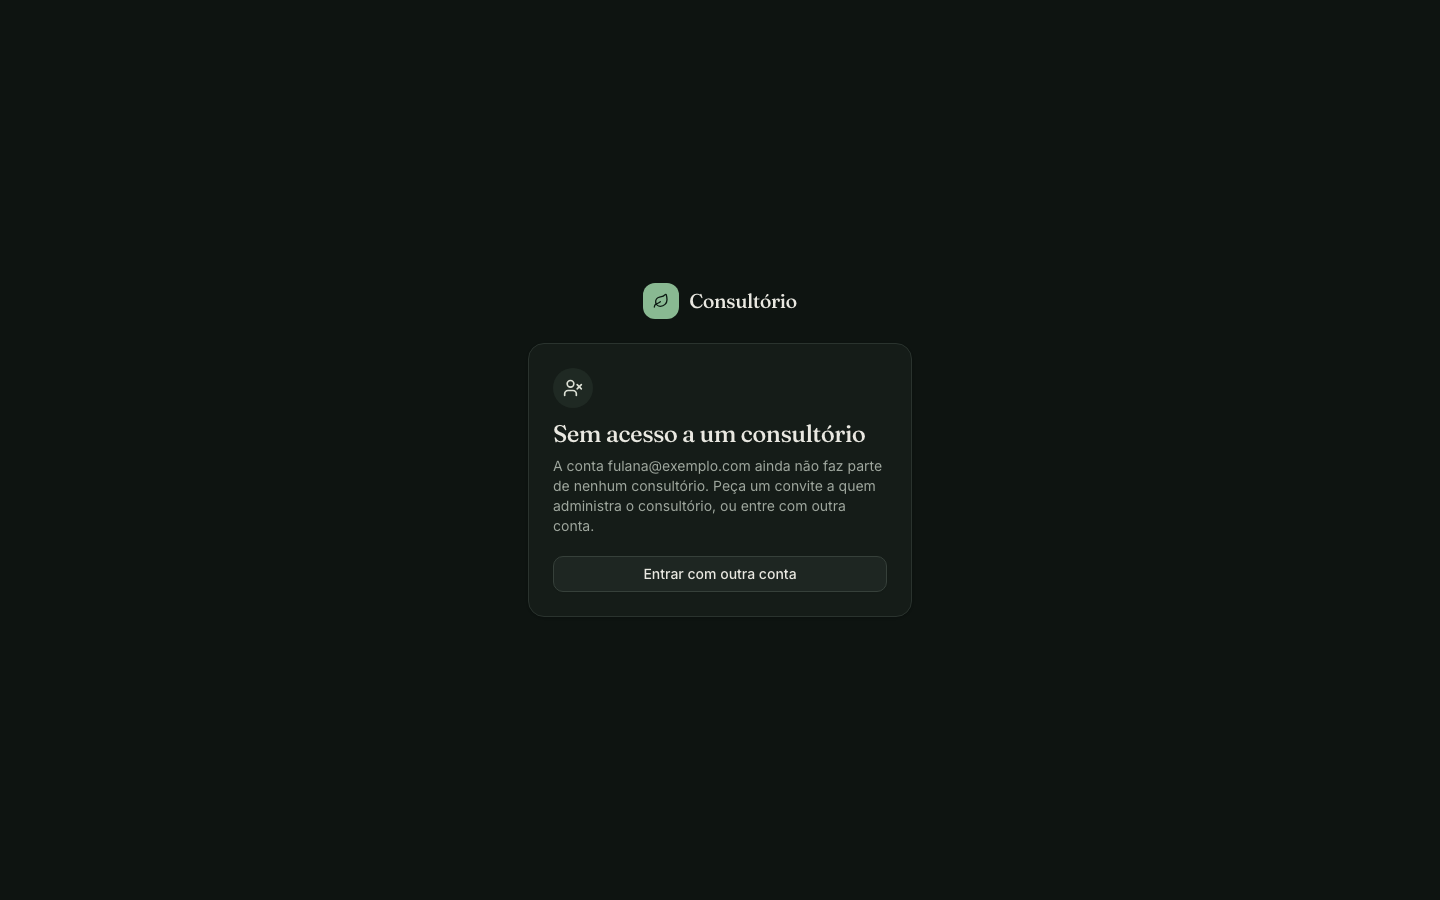 Consultório
Sem acesso a um consultório
A conta fulana@exemplo.com ainda não faz parte
de nenhum consultório. Peça um convite a quem
administra o consultório, ou entre com outra
conta.
Entrar com outra conta